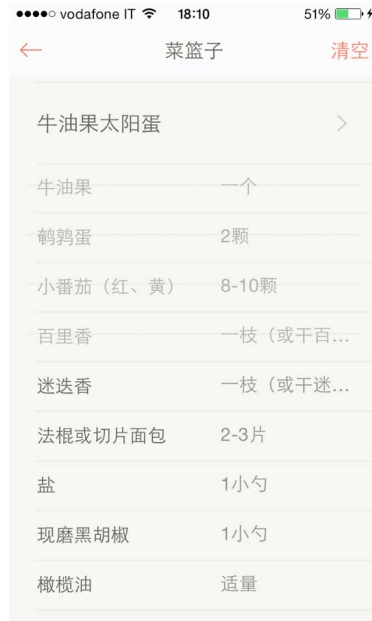 vodafone IT 18:10 51%
菜篮子 清空
牛油果太阳蛋
牛油果 一个
鹌鹑蛋 2颗
小番茄（红、黄） 8-10颗
百里香 一枝（或干百...
迷迭香 一枝（或干迷...
法棍或切片面包 2-3片
盐 1小勺
现磨黑胡椒 1小勺
橄榄油 适量